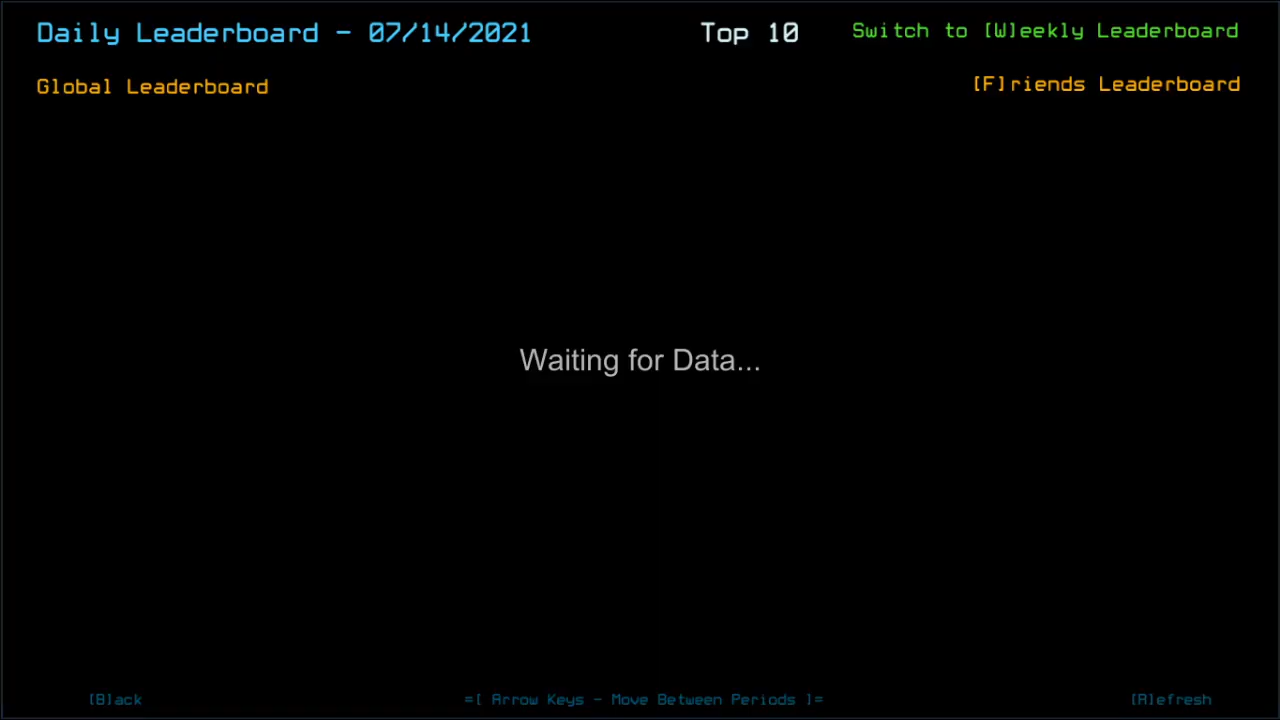 Daily Leaderboard - 07/14/2021 Top 10 Switch to [W]eekly Leaderboard
Global Leaderboard [F]riends Leaderboard
Waiting for Data...
[B]ack =[ Arrow Keys - Move Between Periods ]= [R]efresh